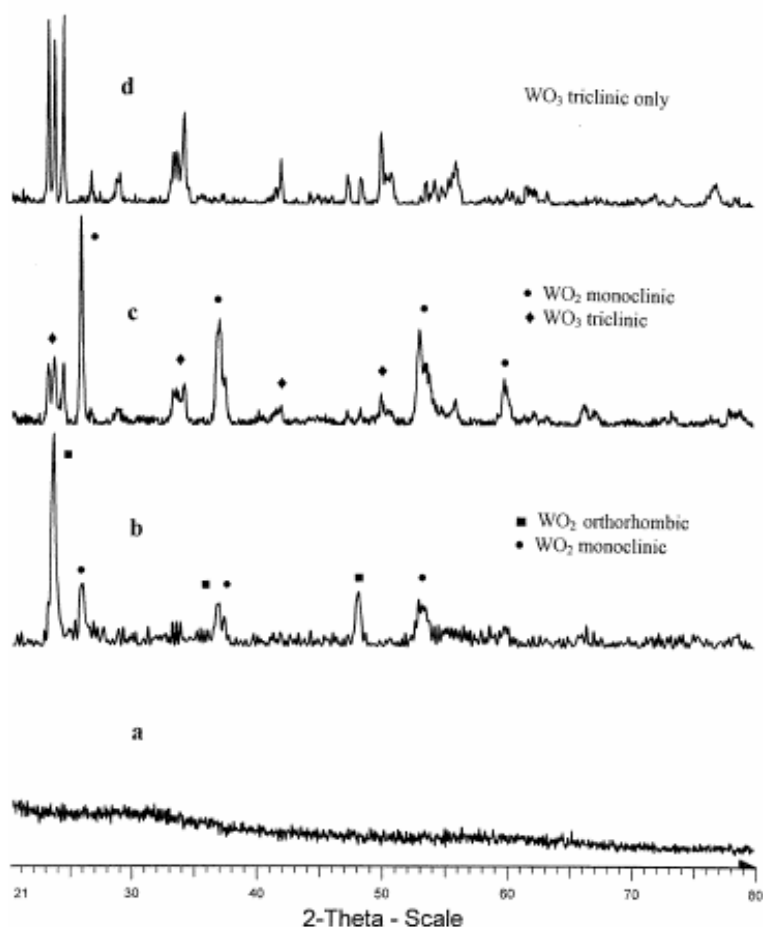 d
WO₃ triclinic only
c
● WO₂ monoclinic
♦ WO₃ triclinic
b
■ WO₂ orthorhombic
● WO₂ monoclinic
a
21 30 40 50 60 70 80
2-Theta - Scale